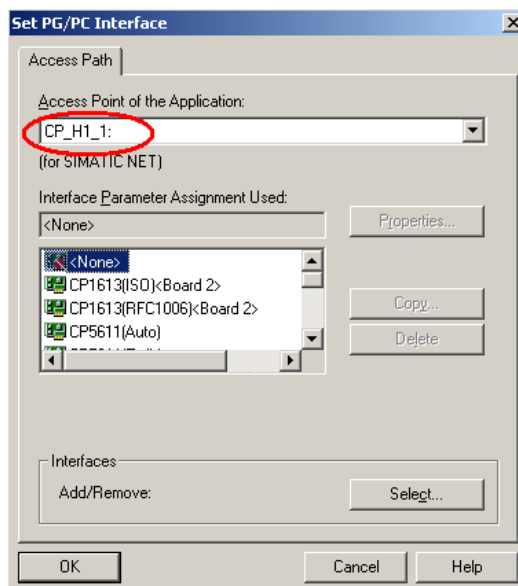 Set PG/PC Interface
Access Path
Access Point of the Application:
CP_H1_1:
(for SIMATIC NET)
Interface Parameter Assignment Used:
<None>
Properties...
<None>
CP1613(ISO)<Board 2>
CP1613(RFC1006)<Board 2>
CP5611(Auto)
Copy...
Delete
Interfaces
Add/Remove:
Select...
OK
Cancel
Help